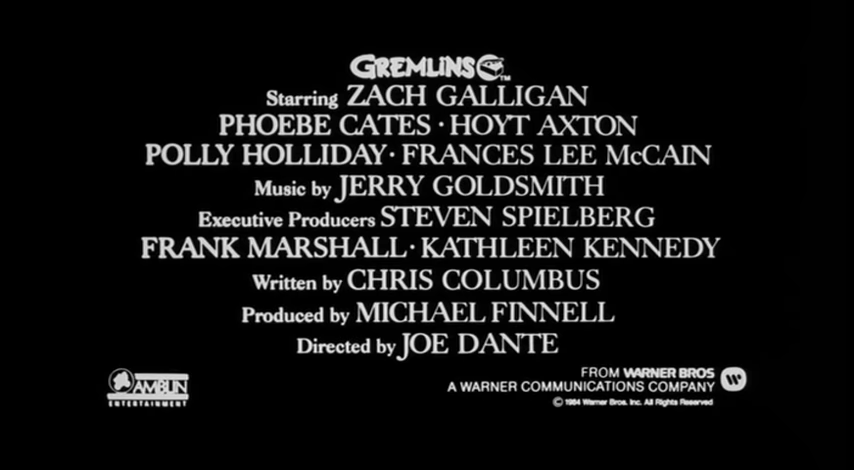 GREMLINS TM
Starring ZACH GALLIGAN
PHOEBE CATES · HOYT AXTON
POLLY HOLLIDAY · FRANCES LEE McCAIN
Music by JERRY GOLDSMITH
Executive Producers STEVEN SPIELBERG
FRANK MARSHALL · KATHLEEN KENNEDY
Written by CHRIS COLUMBUS
Produced by MICHAEL FINNELL
Directed by JOE DANTE
AMBLIN
ENTERTAINMENT
FROM WARNER BROS
A WARNER COMMUNICATIONS COMPANY
© 1984 Warner Bros. Inc. All Rights Reserved